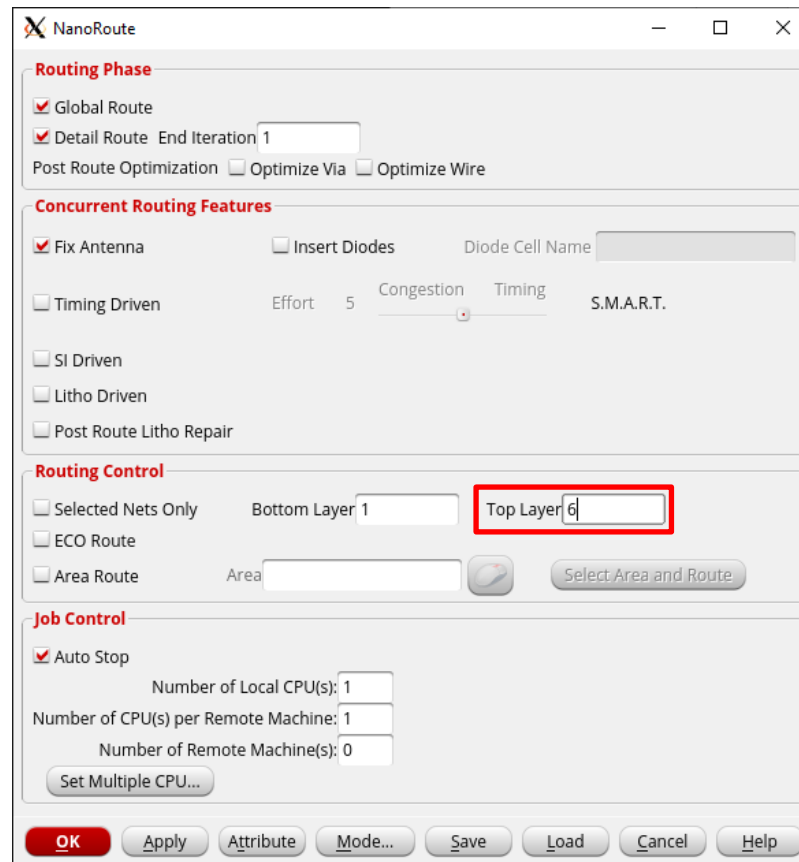 NanoRoute
Routing Phase
Global Route
Detail Route End Iteration 1
Post Route Optimization Optimize Via Optimize Wire
Concurrent Routing Features
Fix Antenna Insert Diodes Diode Cell Name
Timing Driven Effort 5 Congestion Timing S.M.A.R.T.
SI Driven
Litho Driven
Post Route Litho Repair
Routing Control
Selected Nets Only Bottom Layer 1 Top Layer 6
ECO Route
Area Route Area Select Area and Route
Job Control
Auto Stop
Number of Local CPU(s): 1
Number of CPU(s) per Remote Machine: 1
Number of Remote Machine(s): 0
Set Multiple CPU...
OK Apply Attribute Mode... Save Load Cancel Help